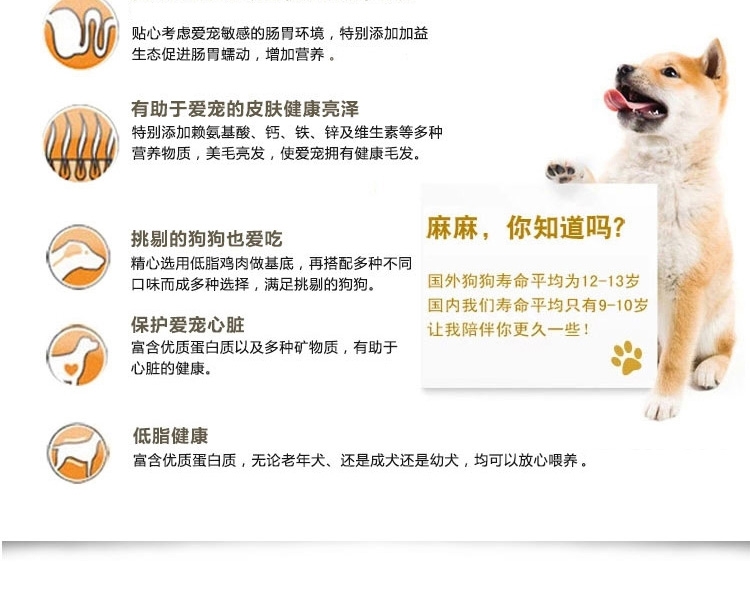 贴心考虑爱宠敏感的肠胃环境，特别添加加益
生态促进肠胃蠕动，增加营养 。
有助于爱宠的皮肤健康亮泽
特别添加赖氨基酸、钙、铁、锌及维生素等多种
营养物质，美毛亮发，使爱宠拥有健康毛发。
挑剔的狗狗也爱吃
精心选用低脂鸡肉做基底，再搭配多种不同
口味而成多种选择，满足挑剔的狗狗。
保护爱宠心脏
富含优质蛋白质以及多种矿物质，有助于
心脏的健康。
低脂健康
富含优质蛋白质，无论老年犬、还是成犬还是幼犬，均可以放心喂养 。
麻麻，你知道吗?
国外狗狗寿命平均为12-13岁
国内我们寿命平均只有9-10岁
让我陪伴你更久一些！